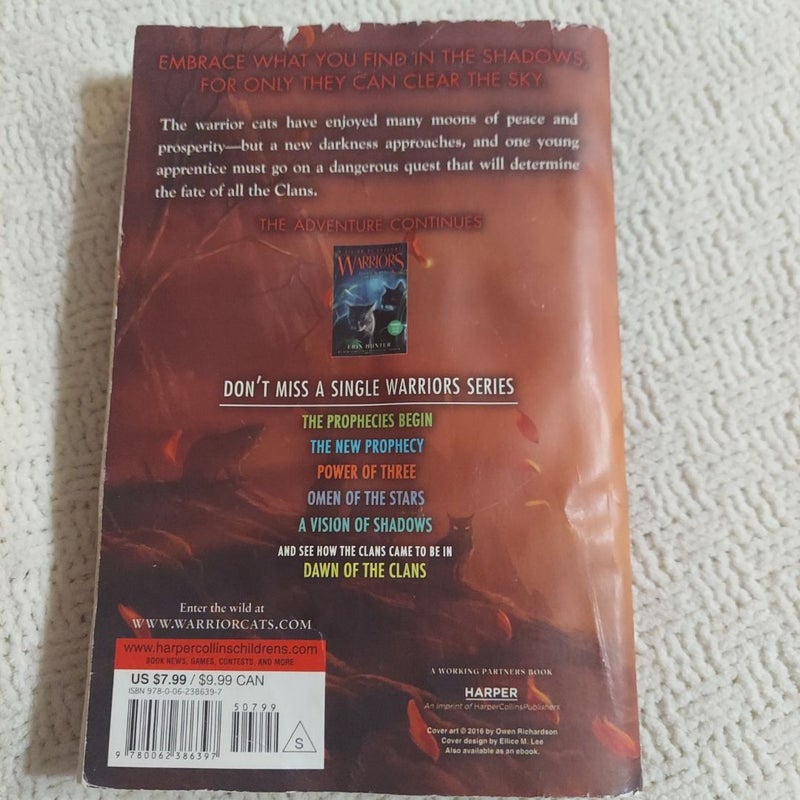 EMBRACE WHAT YOU FIND IN THE SHADOWS,
FOR ONLY THEY CAN CLEAR THE SKY.
The warrior cats have enjoyed many moons of peace and
prosperity—but a new darkness approaches, and one young
apprentice must go on a dangerous quest that will determine
the fate of all the Clans.
THE ADVENTURE CONTINUES
WARRIORS
ERIN HUNTER
DON'T MISS A SINGLE WARRIORS SERIES
THE PROPHECIES BEGIN
THE NEW PROPHECY
POWER OF THREE
OMEN OF THE STARS
A VISION OF SHADOWS
AND SEE HOW THE CLANS CAME TO BE IN
DAWN OF THE CLANS
Enter the wild at
WWW.WARRIORCATS.COM
www.harpercollinschildrens.com
BOOK NEWS, GAMES, CONTESTS, AND MORE
US $7.99 / $9.99 CAN
ISBN 978-0-06-238639-7
50799
S
9 780062 386397
A WORKING PARTNERS BOOK
HARPER
An Imprint of HarperCollinsPublishers
Cover art © 2016 by Owen Richardson
Cover design by Ellice M. Lee
Also available as an ebook.